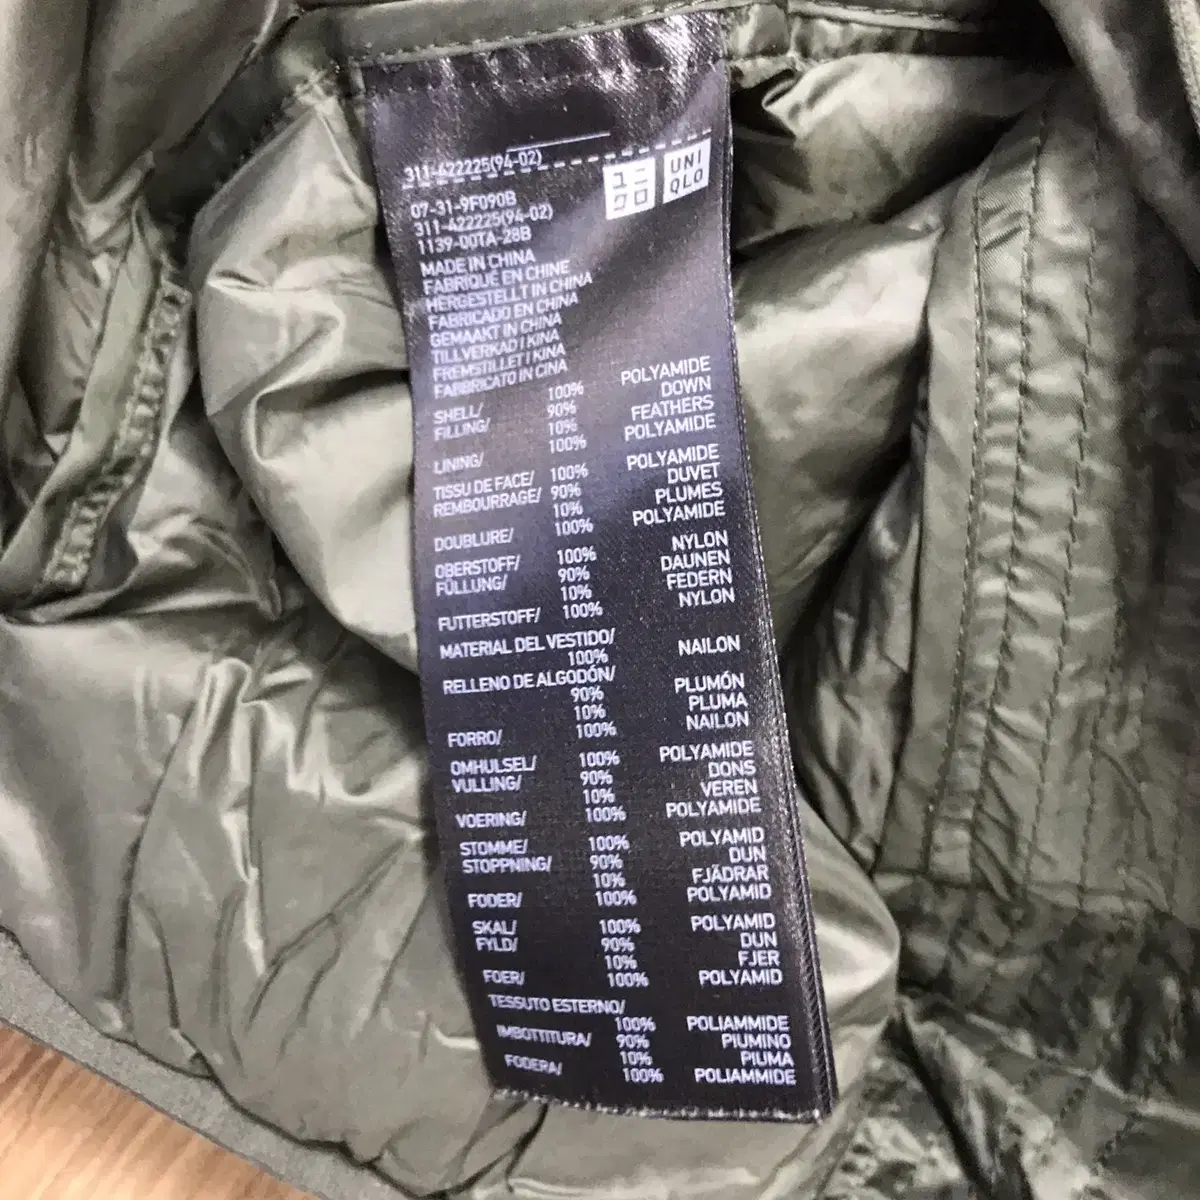 311-422225(94-02)
ユニクロ
UNIQLO
07-31-9F090B
311-422225(94-02)
1139-00TA-28B
MADE IN CHINA
FABRIQUÉ EN CHINE
HERGESTELLT IN CHINA
FABRICADO EN CHINA
GEMAAKT IN CHINA
TILLVERKAD I KINA
FREMSTILLET I KINA
FABBRICATO IN CINA
SHELL/ 100% POLYAMIDE
FILLING/ 90% DOWN
10% FEATHERS
LINING/ 100% POLYAMIDE
TISSU DE FACE/ 100% POLYAMIDE
REMBOURRAGE/ 90% DUVET
10% PLUMES
DOUBLURE/ 100% POLYAMIDE
OBERSTOFF/ 100% NYLON
FÜLLUNG/ 90% DAUNEN
10% FEDERN
FUTTERSTOFF/ 100% NYLON
MATERIAL DEL VESTIDO/
100% NAILON
RELLENO DE ALGODÓN/
90% PLUMÓN
10% PLUMA
FORRO/ 100% NAILON
OMHULSEL/ 100% POLYAMIDE
VULLING/ 90% DONS
10% VEREN
VOERING/ 100% POLYAMIDE
STOMME/ 100% POLYAMID
STOPPNING/ 90% DUN
10% FJÄDRAR
FODER/ 100% POLYAMID
SKAL/ 100% POLYAMID
FYLD/ 90% DUN
10% FJER
FOER/ 100% POLYAMID
TESSUTO ESTERNO/
100% POLIAMMIDE
IMBOTTITURA/ 90% PIUMINO
10% PIUMA
FODERA/ 100% POLIAMMIDE